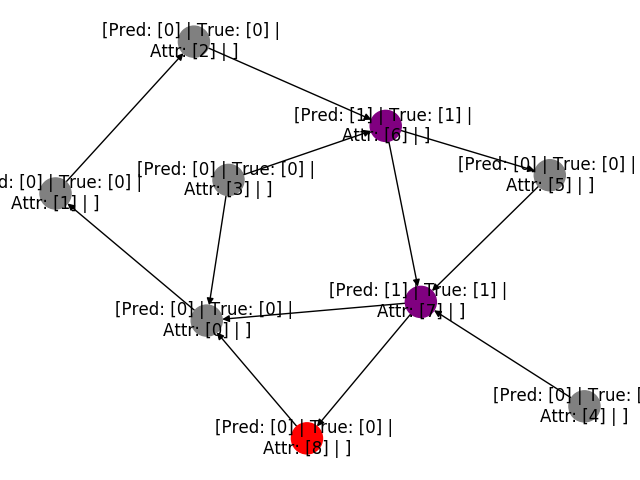 [Pred: [0] | True: [0] |
Attr: [2] | ]
[Pred: [1] | True: [1] |
Attr: [6] | ]
[Pred: [0] | True: [0] |
Attr: [5] | ]
[Pred: [0] | True: [0] |
Attr: [3] | ]
d: [0] | True: [0] |
Attr: [1] | ]
[Pred: [1] | True: [1] |
Attr: [7] | ]
[Pred: [0] | True: [0] |
Attr: [0] | ]
[Pred: [0] | True: [
Attr: [4] | ]
[Pred: [0] | True: [0] |
Attr: [8] | ]